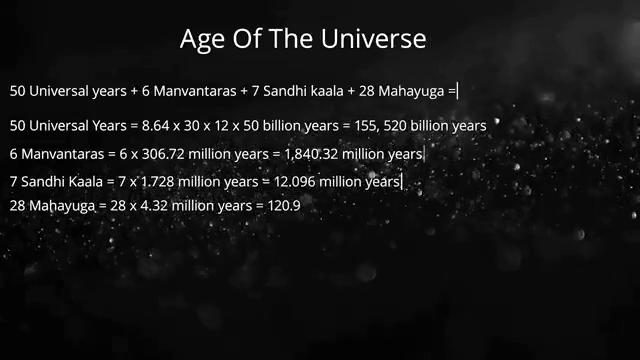 Age Of The Universe
50 Universal years + 6 Manvantaras + 7 Sandhi kaala + 28 Mahayuga =
50 Universal Years = 8.64 x 30 x 12 x 50 billion years = 155, 520 billion years
6 Manvantaras = 6 x 306.72 million years = 1,840.32 million years
7 Sandhi Kaala = 7 x 1.728 million years = 12.096 million years
28 Mahayuga = 28 x 4.32 million years = 120.9